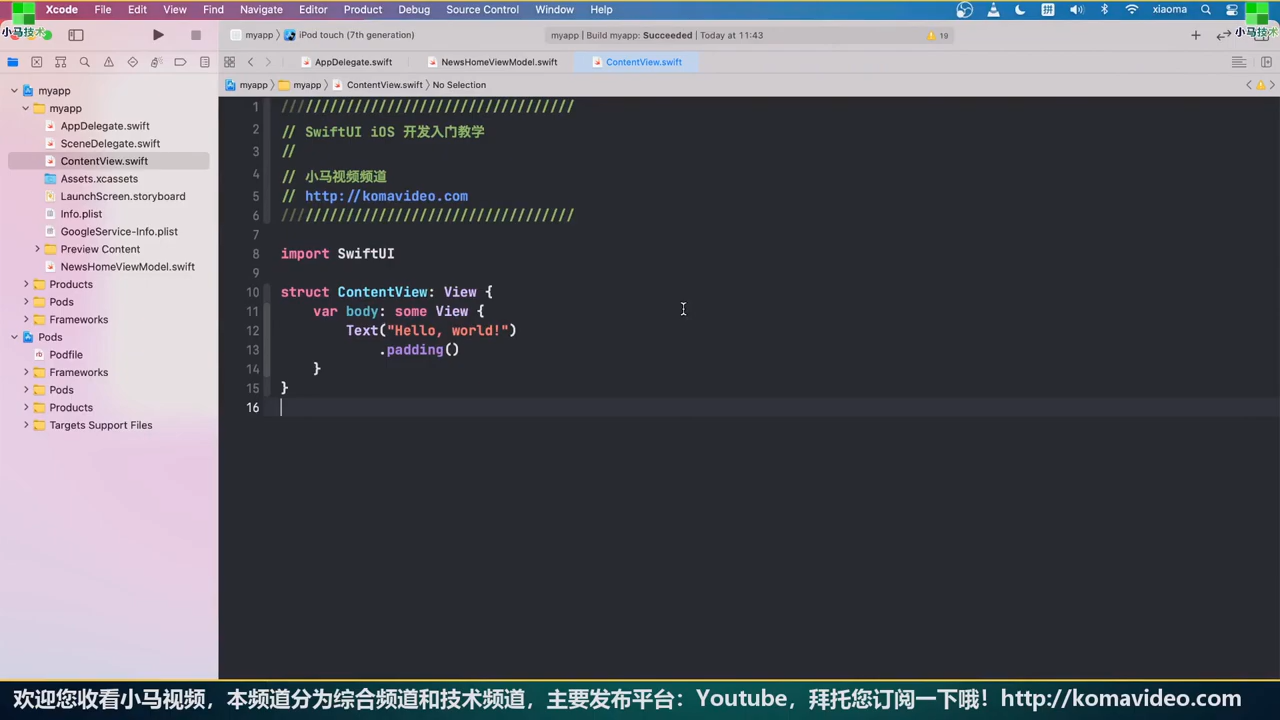 Xcode File Edit View Find Navigate Editor Product Debug Source Control Window Help 拼 xiaoma
小马技术
小马技术
myapp iPod touch (7th generation) myapp | Build myapp: Succeeded | Today at 11:43 19
AppDelegate.swift NewsHomeViewModel.swift ContentView.swift
myapp myapp ContentView.swift No Selection
myapp
myapp
AppDelegate.swift
SceneDelegate.swift
ContentView.swift
Assets.xcassets
LaunchScreen.storyboard
Info.plist
GoogleService-Info.plist
Preview Content
NewsHomeViewModel.swift
Products
Pods
Frameworks
Pods
Podfile
Frameworks
Pods
Products
Targets Support Files
1 ////////////////////////////////////
2 // SwiftUI iOS 开发入门教学
3 //
4 // 小马视频频道
5 // http://komavideo.com
6 ////////////////////////////////////
7
8 import SwiftUI
9
10 struct ContentView: View {
11 var body: some View {
12 Text("Hello, world!")
13 .padding()
14 }
15 }
16
欢迎您收看小马视频，本频道分为综合频道和技术频道，主要发布平台：Youtube，拜托您订阅一下哦！http://komavideo.com